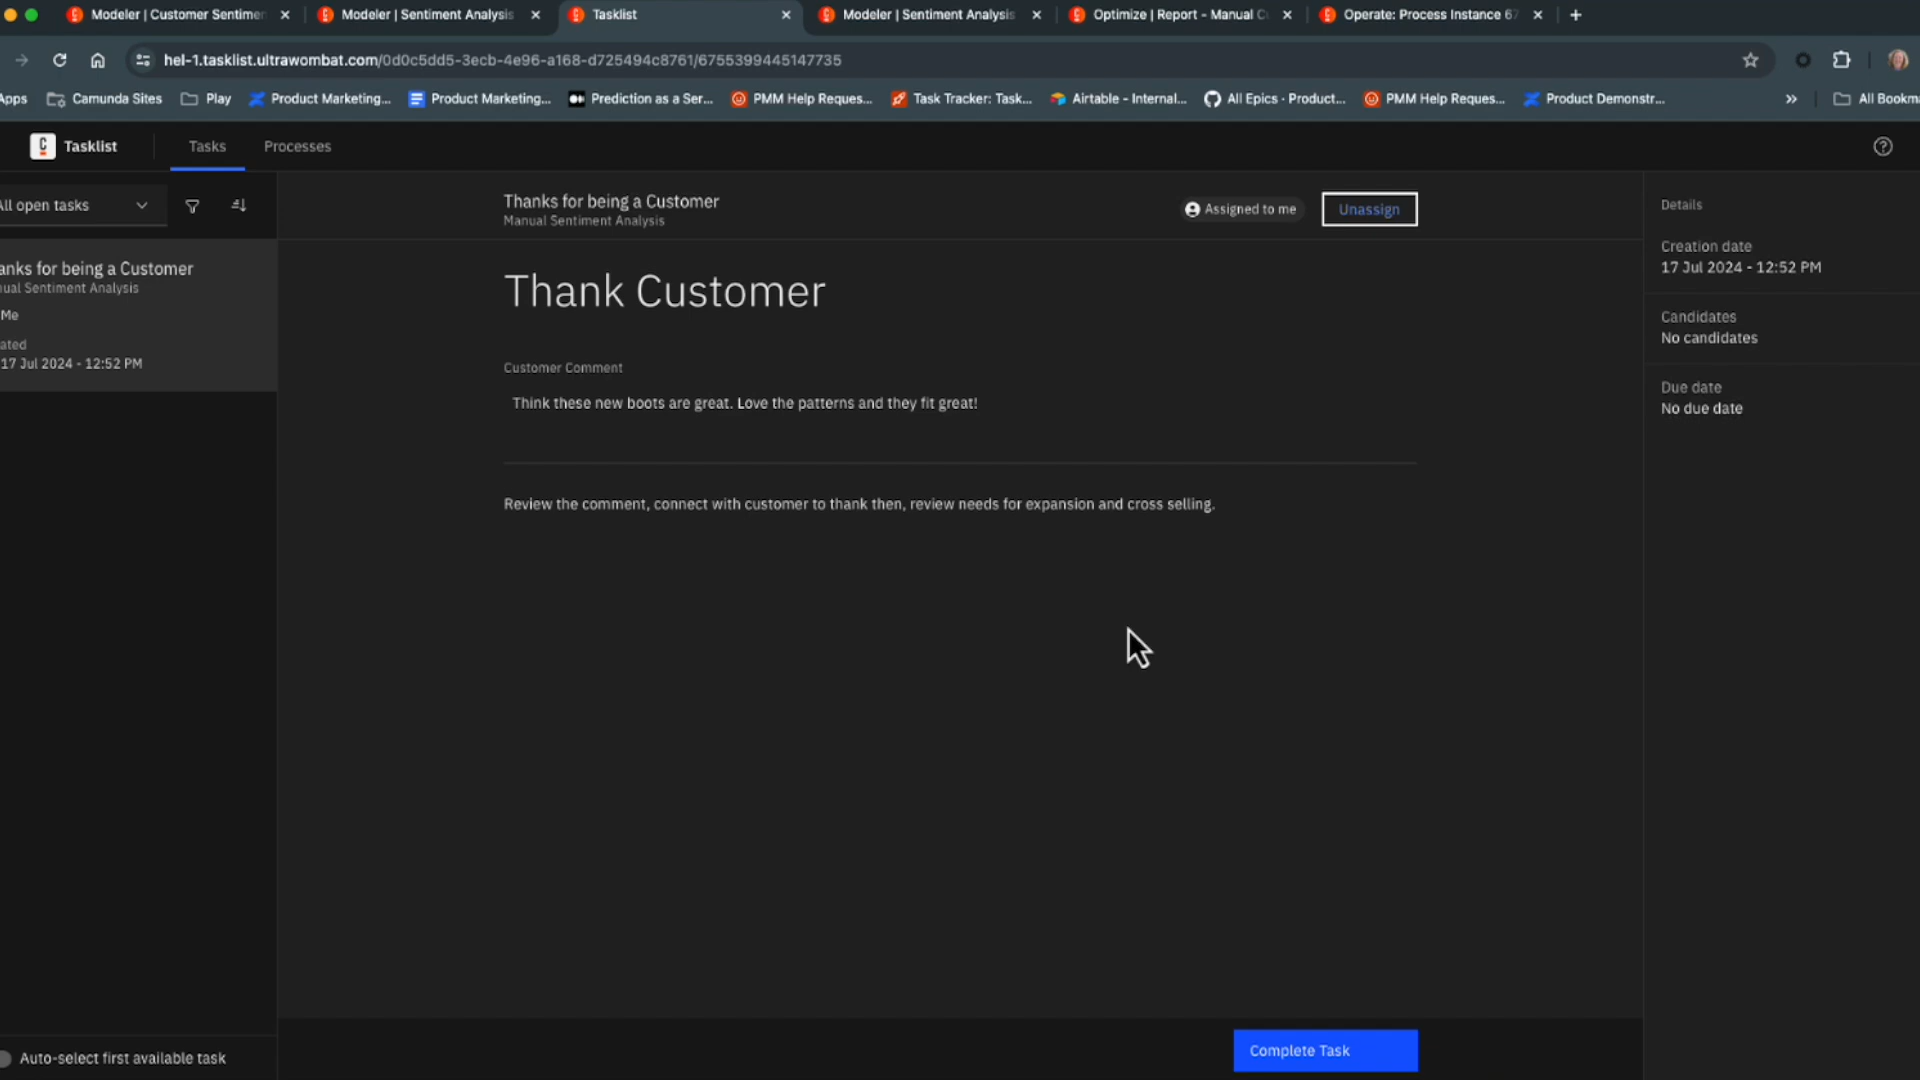 Modeler | Customer Sentimen
Modeler | Sentiment Analysis
Tasklist
Modeler | Sentiment Analysis
Optimize | Report - Manual C
Operate: Process Instance 67
hel-1.tasklist.ultrawombat.com/0d0c5dd5-3ecb-4e96-a168-d725494c8761/6755399445147735
Apps
Camunda Sites
Play
Product Marketing...
Product Marketing...
Prediction as a Ser...
PMM Help Reques...
Task Tracker: Task...
Airtable - Internal...
All Epics · Product...
PMM Help Reques...
Product Demonstr...
All Bookma
Tasklist
Tasks
Processes
All open tasks
Thanks for being a Customer
Manual Sentiment Analysis
Assigned to me
Unassign
Details
Creation date
17 Jul 2024 - 12:52 PM
Candidates
No candidates
Due date
No due date
anks for being a Customer
ual Sentiment Analysis
Me
ated
17 Jul 2024 - 12:52 PM
Thank Customer
Customer Comment
Think these new boots are great. Love the patterns and they fit great!
Review the comment, connect with customer to thank then, review needs for expansion and cross selling.
Auto-select first available task
Complete Task